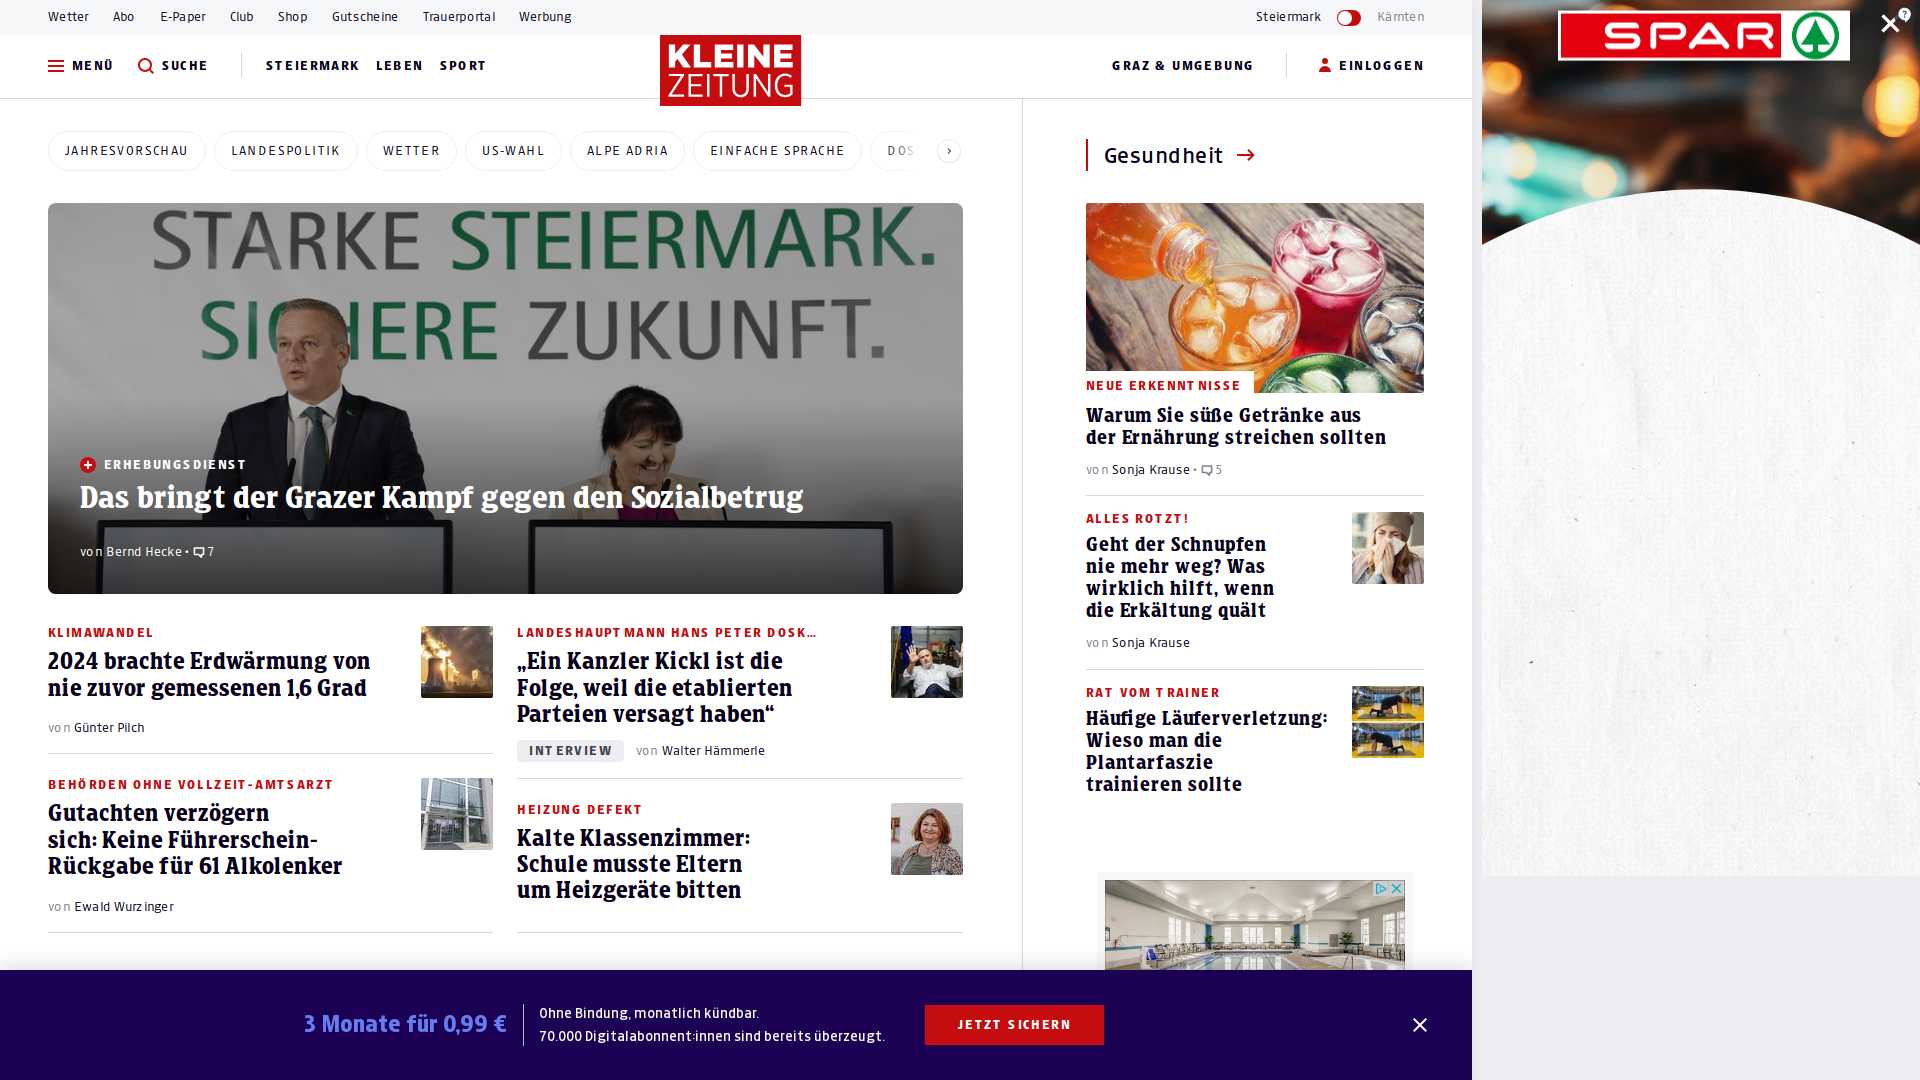 Wetter Abo E-Paper Club Shop Gutscheine Trauerportal Werbung Steiermark Kärnten
MENÜ SUCHE STEIERMARK LEBEN SPORT
KLEINE
ZEITUNG
GRAZ & UMGEBUNG EINLOGGEN
SPAR
JAHRESVORSCHAU LANDESPOLITIK WETTER US-WAHL ALPE ADRIA EINFACHE SPRACHE DOS
STARKE STEIERMARK.
SICHERE ZUKUNFT.
ERHEBUNGSDIENST
Das bringt der Grazer Kampf gegen den Sozialbetrug
von Bernd Hecke • 7
KLIMAWANDEL
2024 brachte Erdwärmung von
nie zuvor gemessenen 1,6 Grad
von Günter Pilch
BEHÖRDEN OHNE VOLLZEIT-AMTSARZT
Gutachten verzögern
sich: Keine Führerschein-
Rückgabe für 61 Alkolenker
von Ewald Wurzinger
LANDESHAUPTMANN HANS PETER DOSK...
„Ein Kanzler Kickl ist die
Folge, weil die etablierten
Parteien versagt haben“
INTERVIEW von Walter Hämmerle
HEIZUNG DEFEKT
Kalte Klassenzimmer:
Schule musste Eltern
um Heizgeräte bitten
Gesundheit
NEUE ERKENNTNISSE
Warum Sie süße Getränke aus
der Ernährung streichen sollten
von Sonja Krause • 5
ALLES ROTZT!
Geht der Schnupfen
nie mehr weg? Was
wirklich hilft, wenn
die Erkältung quält
von Sonja Krause
RAT VOM TRAINER
Häufige Läuferverletzung:
Wieso man die
Plantarfaszie
trainieren sollte
3 Monate für 0,99 €
Ohne Bindung, monatlich kündbar.
70.000 Digitalabonnent:innen sind bereits überzeugt.
JETZT SICHERN